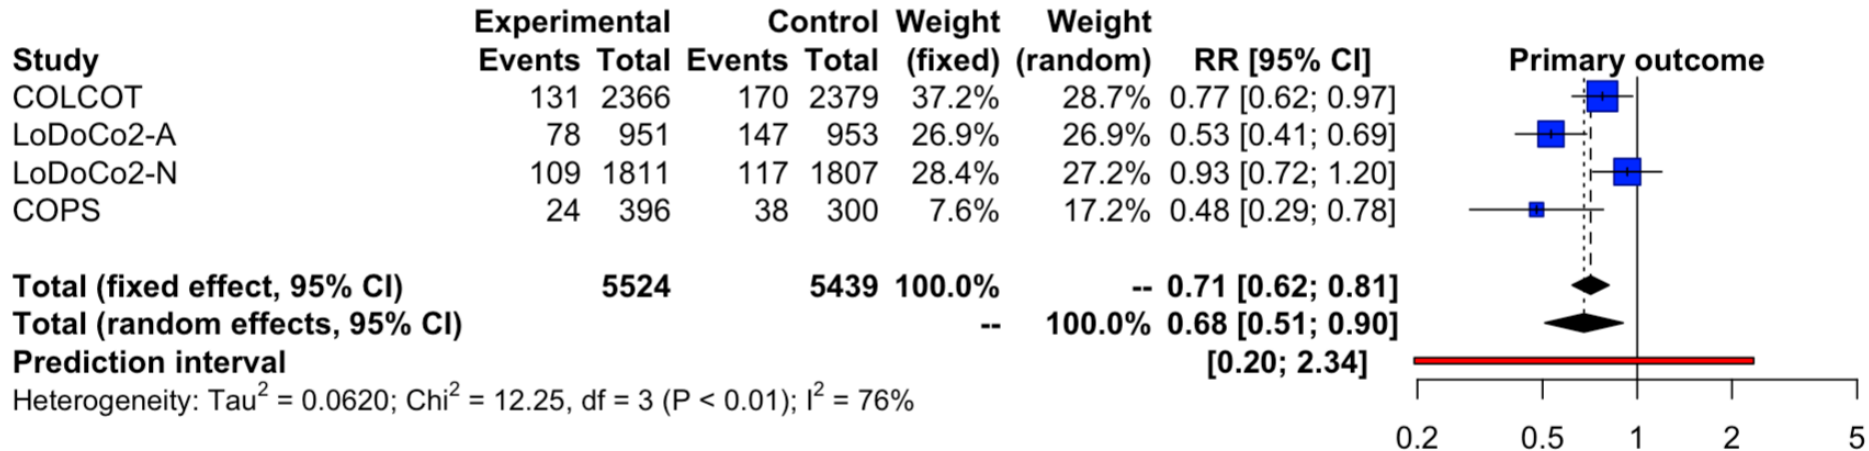 Experimental Control Weight Weight
Study Events Total Events Total (fixed) (random) RR [95% CI] Primary outcome
COLCOT 131 2366 170 2379 37.2% 28.7% 0.77 [0.62; 0.97]
LoDoCo2-A 78 951 147 953 26.9% 26.9% 0.53 [0.41; 0.69]
LoDoCo2-N 109 1811 117 1807 28.4% 27.2% 0.93 [0.72; 1.20]
COPS 24 396 38 300 7.6% 17.2% 0.48 [0.29; 0.78]
Total (fixed effect, 95% CI) 5524 5439 100.0% -- 0.71 [0.62; 0.81]
Total (random effects, 95% CI) -- 100.0% 0.68 [0.51; 0.90]
Prediction interval [0.20; 2.34]
Heterogeneity: Tau² = 0.0620; Chi² = 12.25, df = 3 (P < 0.01); I² = 76%
0.2 0.5 1 2 5